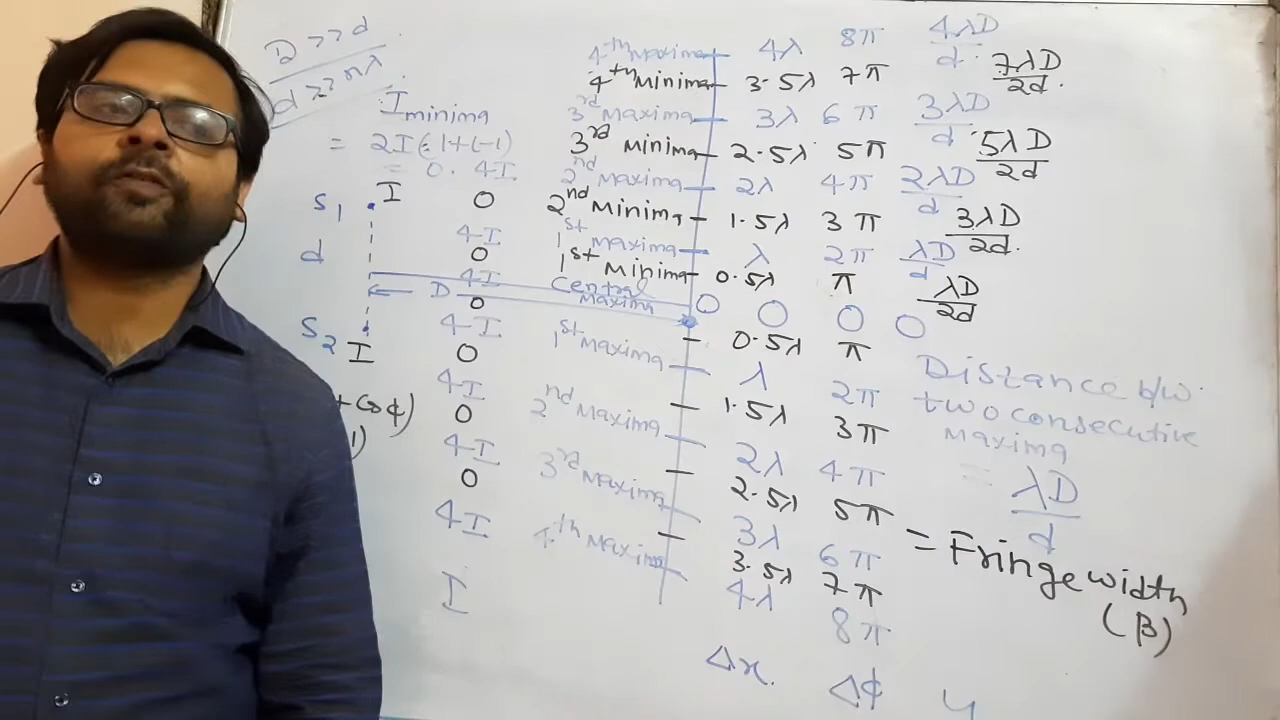 D >> d
d >> nλ
I minima
= 2I(1+(-1)
= 0. 4I
S1 I
d
D
S2 I
+ Cos φ)
1)
4th Maxima 4λ 8π 4λD/d
4th Minima 3.5λ 7π 7λD/2d.
3rd Maxima 3λ 6π 3λD/d
3rd Minima 2.5λ 5π 5λD/2d
2nd Maxima 2λ 4π 2λD/d
0 2nd Minima 1.5λ 3π 3λD/2d.
4I 1st Maxima λ 2π λD/d
0 1st Minima 0.5λ π λD/2d
4I Central Maxima 0 0 0 0
0 0.5λ π
4I 1st Maxima λ 2π
0 1.5λ 3π
4I 2nd Maxima 2λ 4π
0 2.5λ 5π
4I 3rd Maxima 3λ 6π
0 3.5λ 7π
4I 4th Maxima 4λ 8π
I Δx. Δφ y
Distance b/w.
two consecutive
Maxima
= λD/d
= Fringe width
(β)